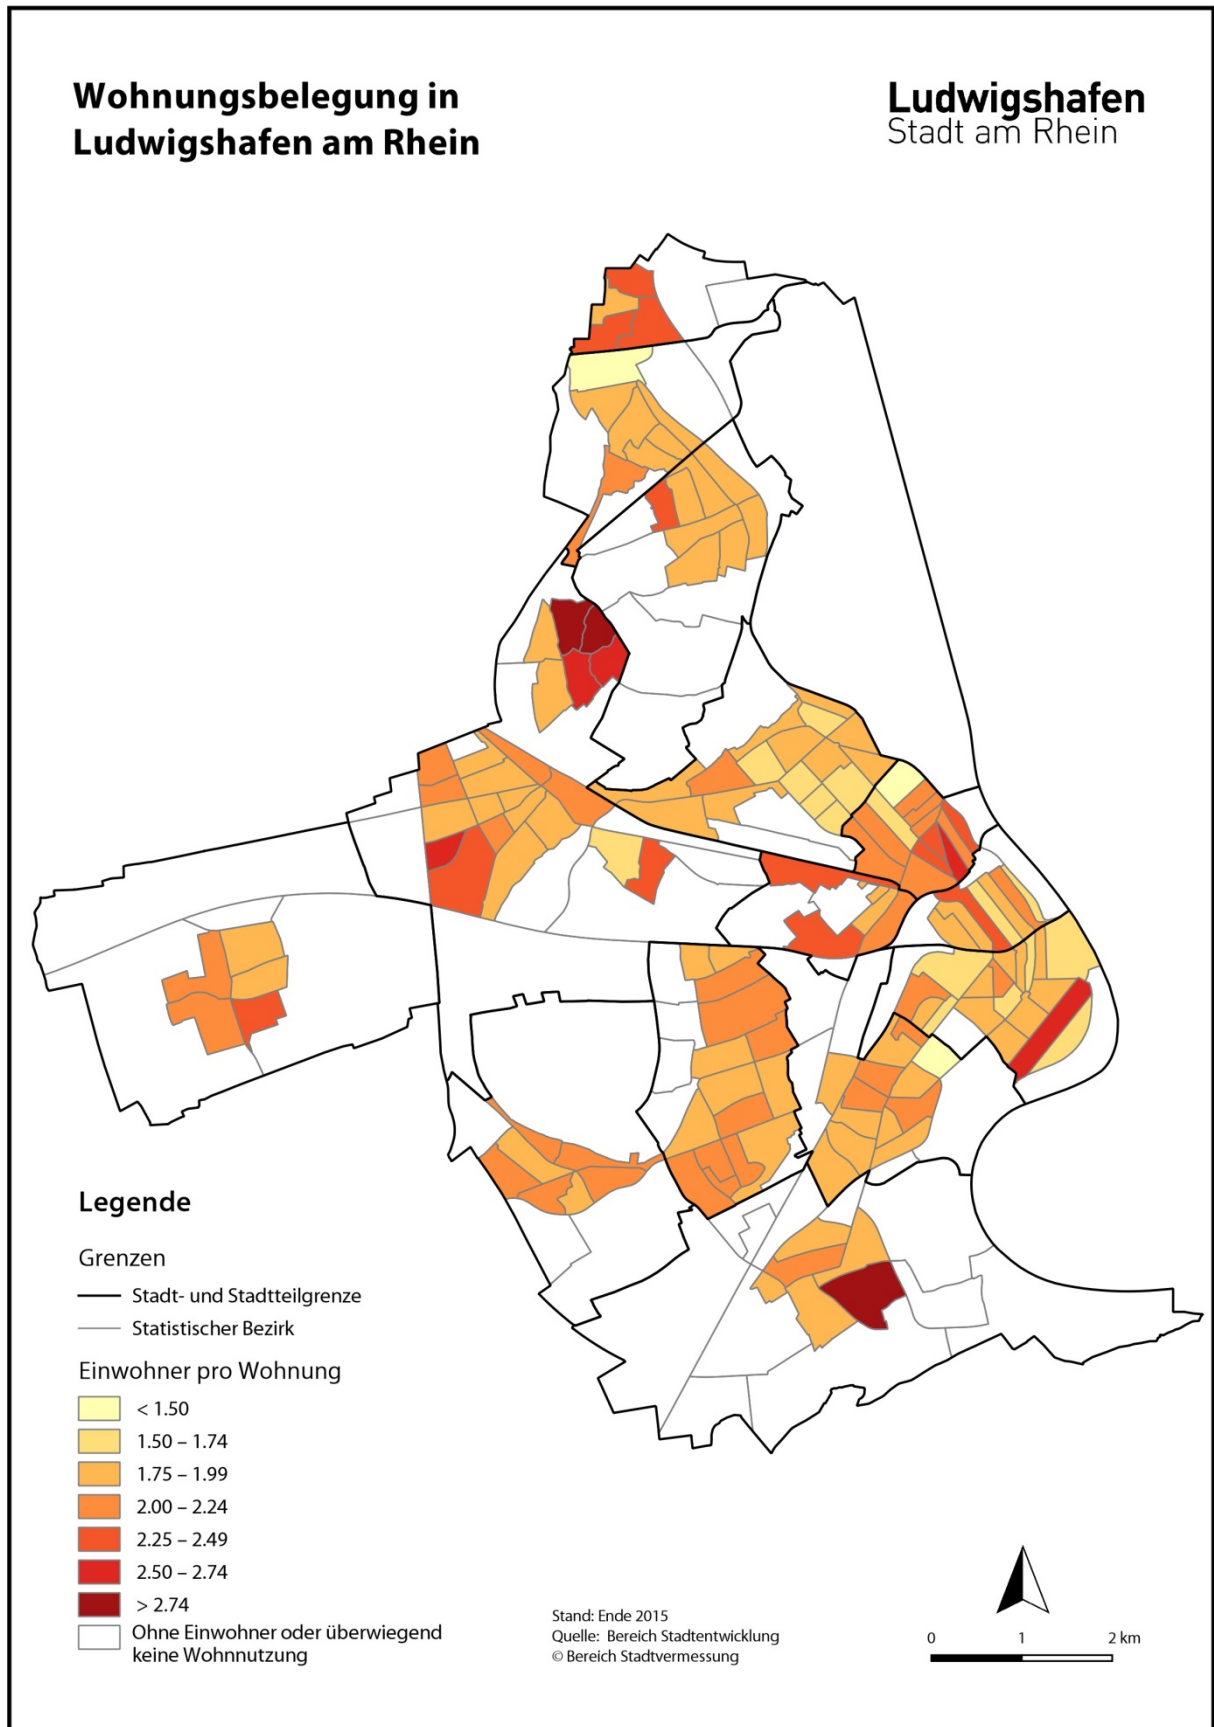 Wohnungsbelegung in
Ludwigshafen am Rhein
Ludwigshafen
Stadt am Rhein
Legende
Grenzen
Stadt- und Stadtteilgrenze
Statistischer Bezirk
Einwohner pro Wohnung
< 1.50
1.50 – 1.74
1.75 – 1.99
2.00 – 2.24
2.25 – 2.49
2.50 – 2.74
> 2.74
Ohne Einwohner oder überwiegend
keine Wohnnutzung
Stand: Ende 2015
Quelle: Bereich Stadtentwicklung
© Bereich Stadtvermessung
0 1 2 km